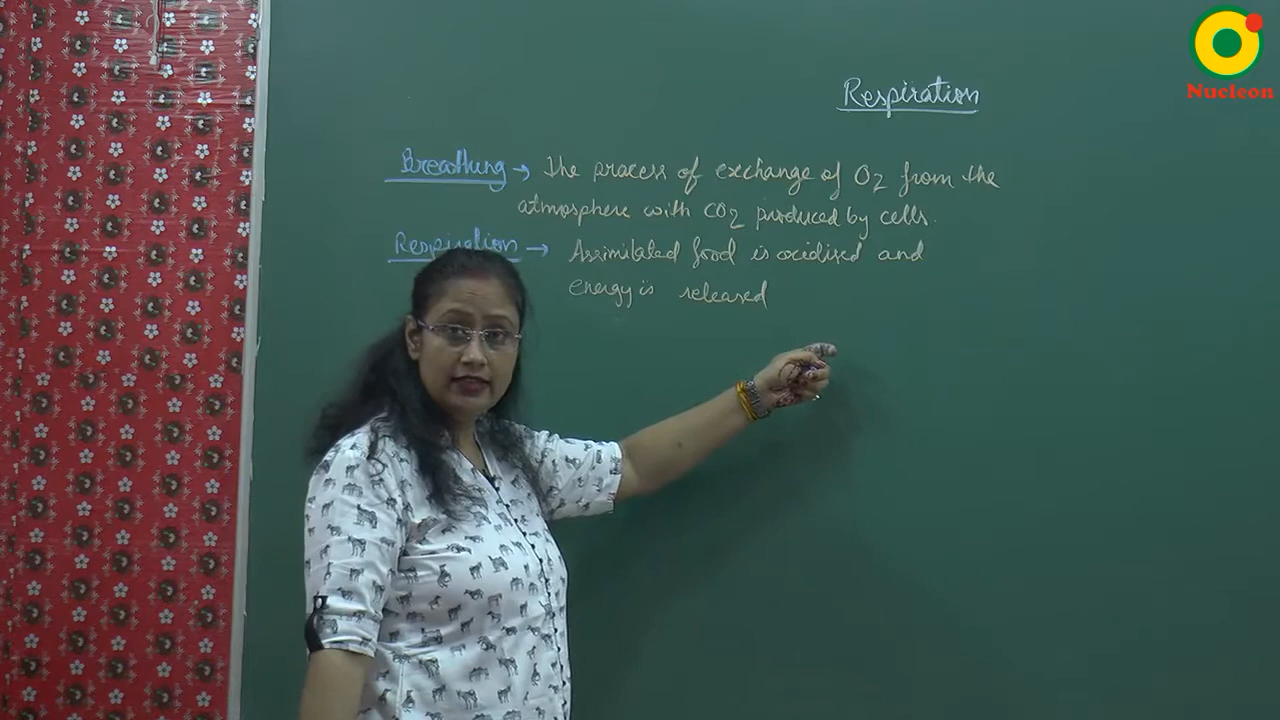 Nucleon
Respiration
Breathing → The process of exchange of O2 from the
atmosphere with CO2 produced by cells.
Respiration → Assimilated food is oxidised and
energy is released